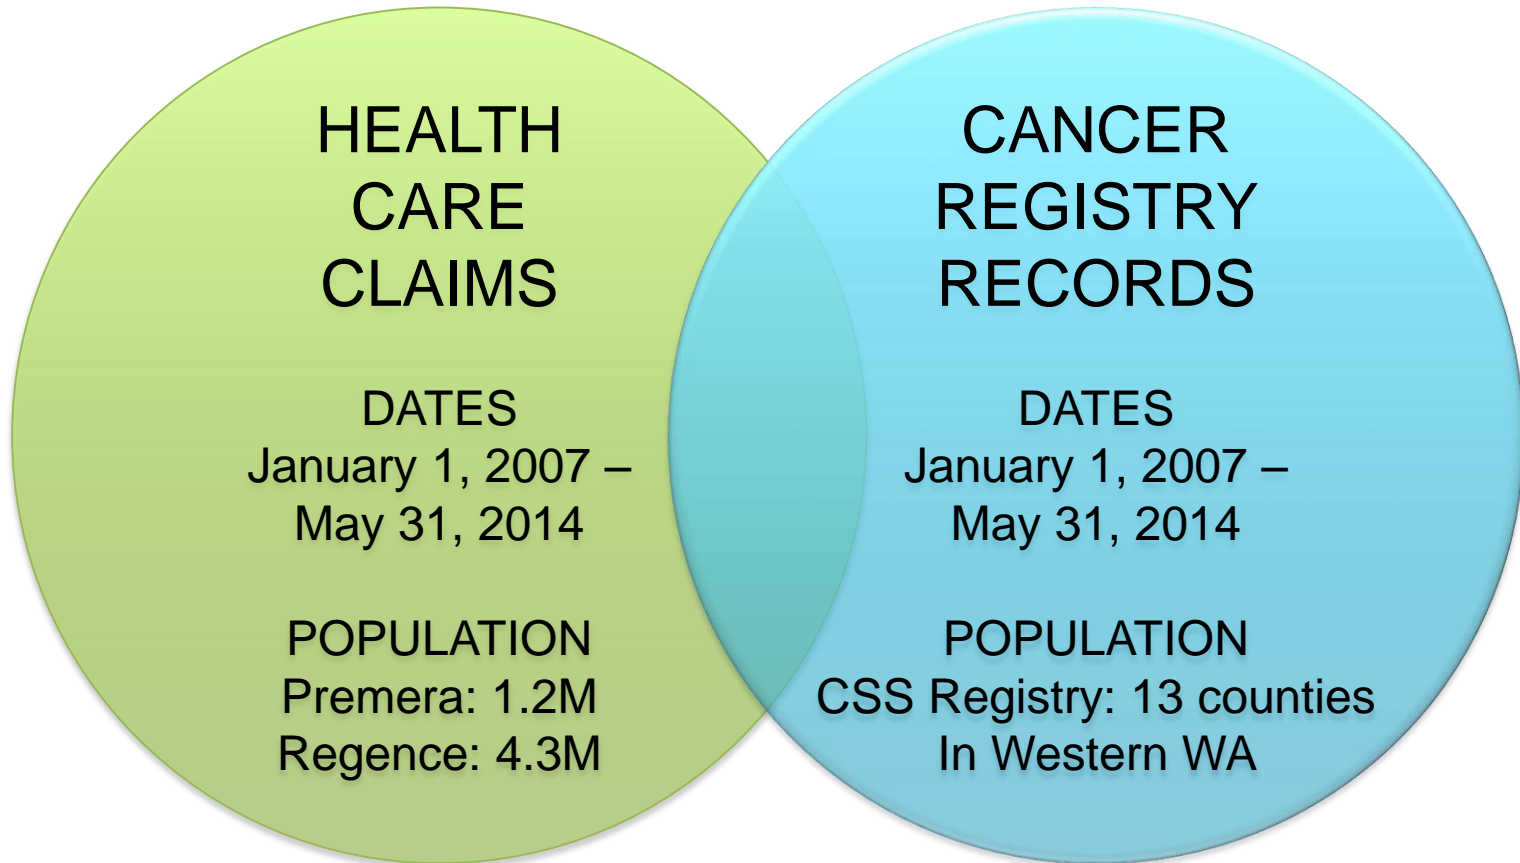 HEALTH
CARE
CLAIMS
DATES
January 1, 2007 –
May 31, 2014
POPULATION
Premera: 1.2M
Regence: 4.3M
CANCER
REGISTRY
RECORDS
DATES
January 1, 2007 –
May 31, 2014
POPULATION
CSS Registry: 13 counties
In Western WA